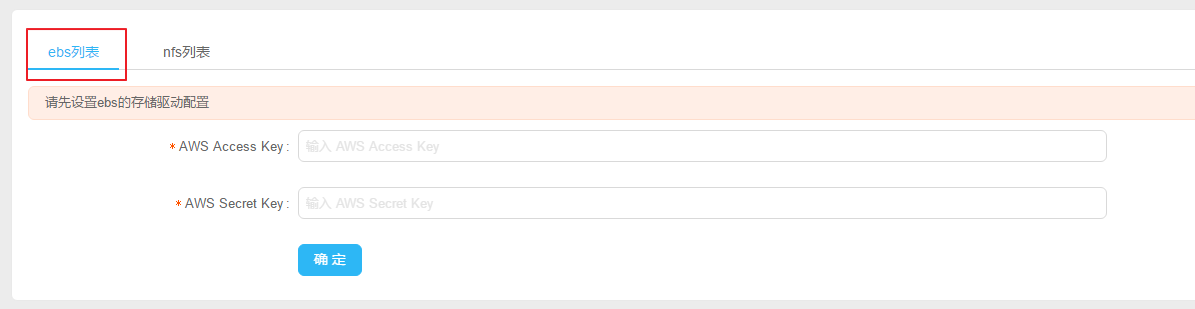 ebs列表 nfs列表
请先设置ebs的存储驱动配置
* AWS Access Key : 输入 AWS Access Key
* AWS Secret Key : 输入 AWS Secret Key
确 定